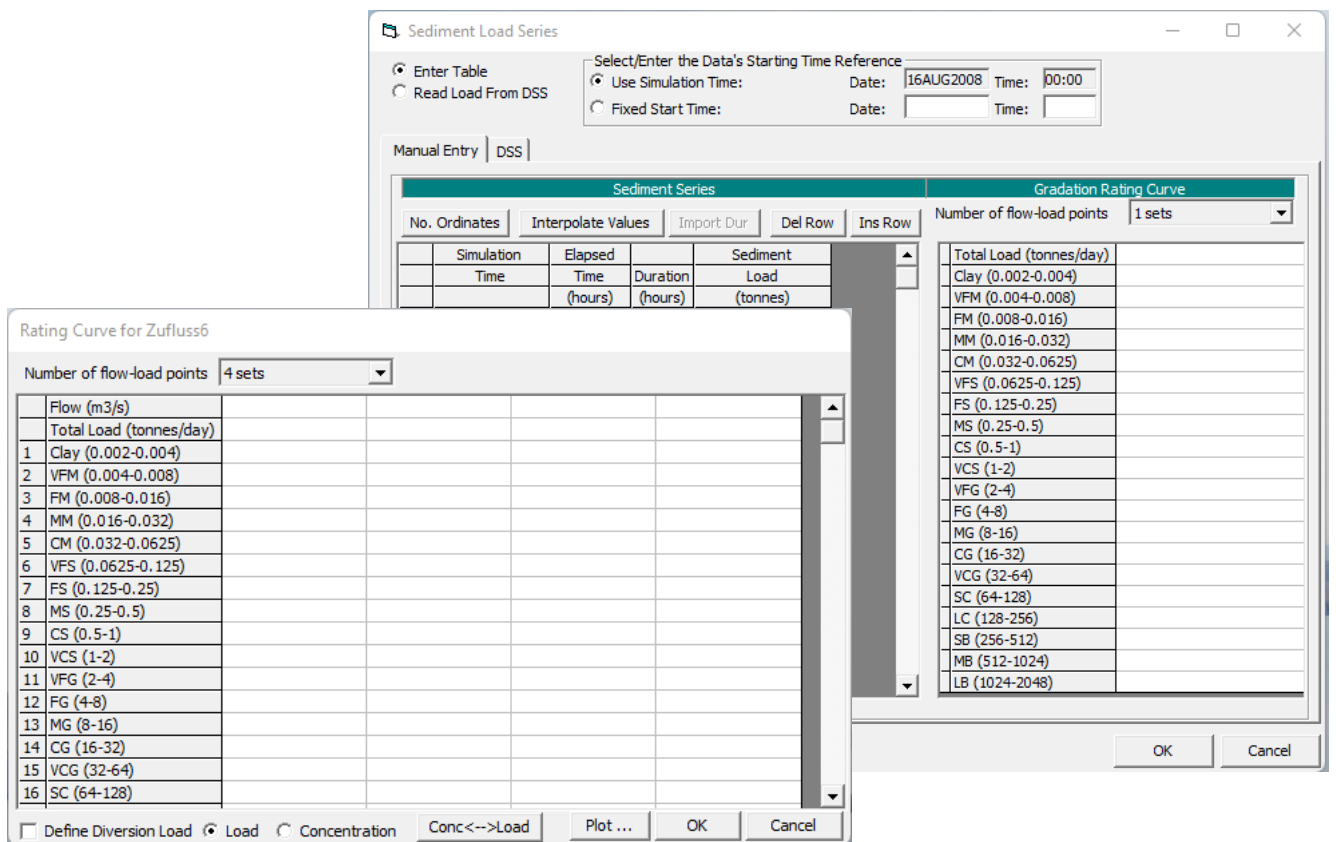 Sediment Load Series
Enter Table
Read Load From DSS
Select/Enter the Data's Starting Time Reference
Use Simulation Time: Date: 16AUG2008 Time: 00:00
Fixed Start Time: Date: Time:
Manual Entry DSS
Sediment Series
No. Ordinates Interpolate Values Import Dur Del Row Ins Row
Simulation Elapsed Sediment
Time Time Duration Load
(hours) (hours) (tonnes)
Gradation Rating Curve
Number of flow-load points 1 sets
Total Load (tonnes/day)
Clay (0.002-0.004)
VFM (0.004-0.008)
FM (0.008-0.016)
MM (0.016-0.032)
CM (0.032-0.0625)
VFS (0.0625-0.125)
FS (0.125-0.25)
MS (0.25-0.5)
CS (0.5-1)
VCS (1-2)
VFG (2-4)
FG (4-8)
MG (8-16)
CG (16-32)
VCG (32-64)
SC (64-128)
LC (128-256)
SB (256-512)
MB (512-1024)
LB (1024-2048)
OK Cancel
Rating Curve for Zufluss6
Number of flow-load points 4 sets
Flow (m3/s)
Total Load (tonnes/day)
1 Clay (0.002-0.004)
2 VFM (0.004-0.008)
3 FM (0.008-0.016)
4 MM (0.016-0.032)
5 CM (0.032-0.0625)
6 VFS (0.0625-0.125)
7 FS (0.125-0.25)
8 MS (0.25-0.5)
9 CS (0.5-1)
10 VCS (1-2)
11 VFG (2-4)
12 FG (4-8)
13 MG (8-16)
14 CG (16-32)
15 VCG (32-64)
16 SC (64-128)
Define Diversion Load Load Concentration Conc<-->Load Plot ... OK Cancel